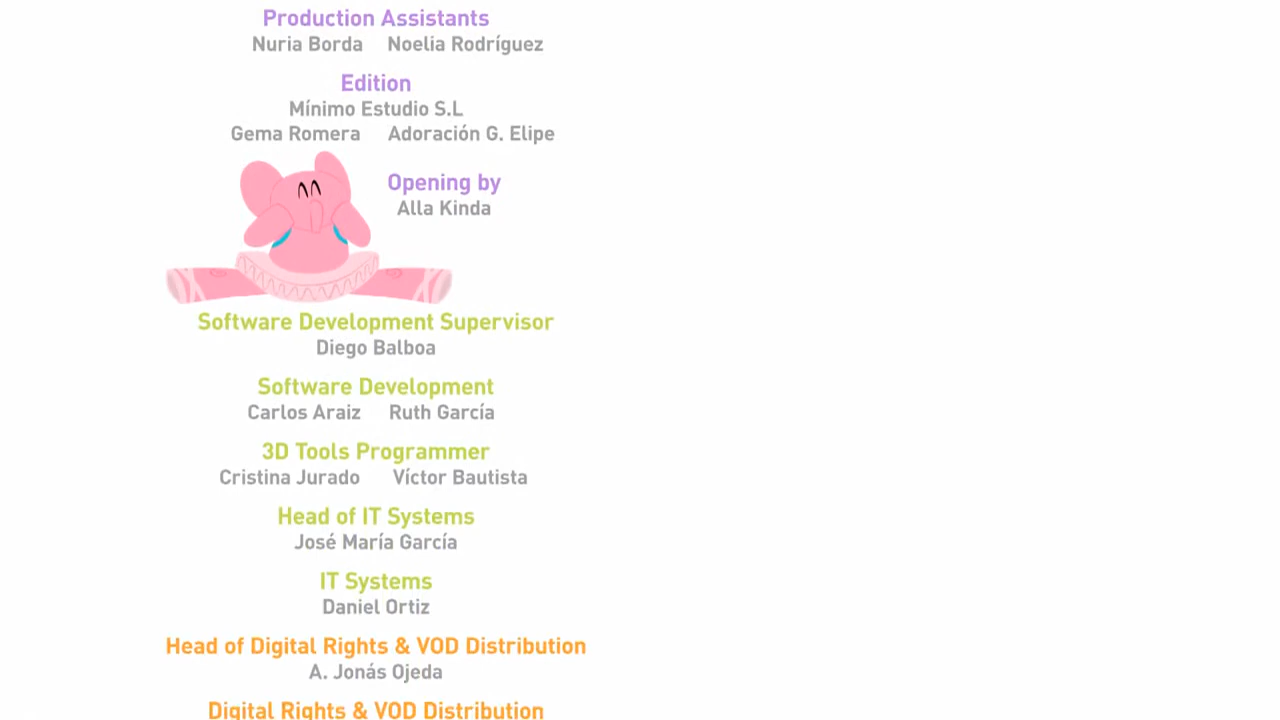 Production Assistants
Nuria Borda Noelia Rodríguez
Edition
Mínimo Estudio S.L
Gema Romera Adoración G. Elipe
Opening by
Alla Kinda
Software Development Supervisor
Diego Balboa
Software Development
Carlos Araiz Ruth García
3D Tools Programmer
Cristina Jurado Víctor Bautista
Head of IT Systems
José María García
IT Systems
Daniel Ortiz
Head of Digital Rights & VOD Distribution
A. Jonás Ojeda
Digital Rights & VOD Distribution